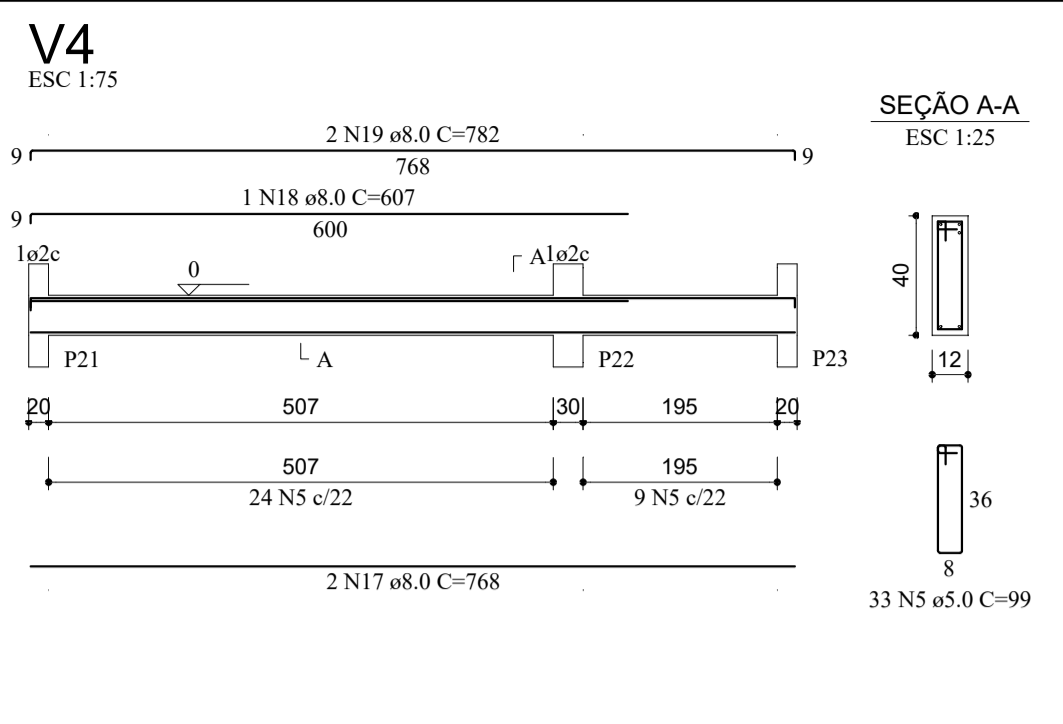 V4
ESC 1:75
SEÇÃO A-A
ESC 1:25
2 N19 ø8.0 C=782
9
9
768
1 N18 ø8.0 C=607
9
600
1ø2c
0
A
1ø2c
40
P21
A
P22
P23
12
20
507
30
195
20
507
195
24 N5 c/22
9 N5 c/22
36
8
2 N17 ø8.0 C=768
33 N5 ø5.0 C=99